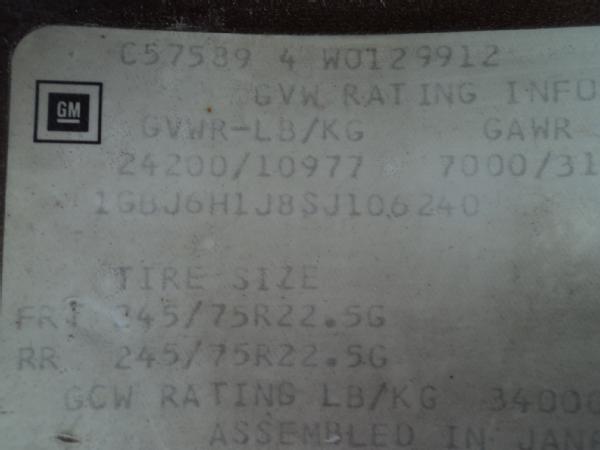 C57589 4 W0129912
GM
GVW RATING INFO
GVWR-LB/KG GAWR
24200/10977 7000/31
1GBJ6H1J8SJ106240
TIRE SIZE
FRT 245/75R22.5G
RR 245/75R22.5G
GCW RATING LB/KG 34000
ASSEMBLED IN JANE